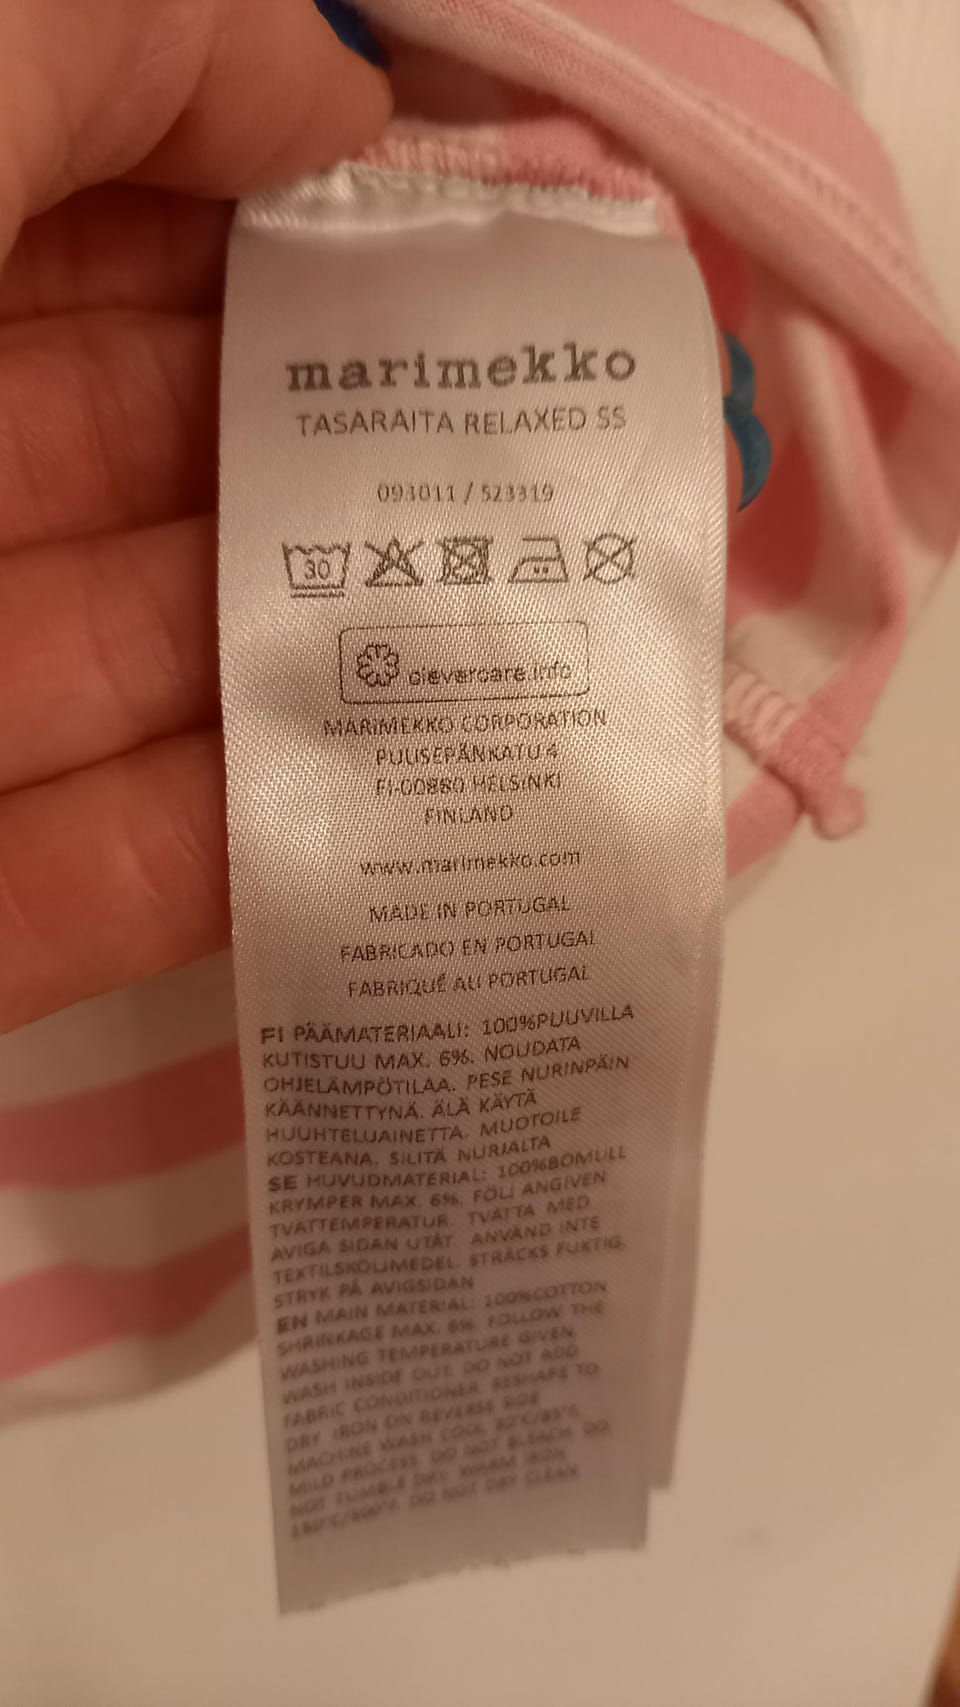 marimekko
TASARAITA RELAXED SS
093011 / 523319
30
clevercare.info
MARIMEKKO CORPORATION
PUUSEPÄNKATU 4
FI-00880 HELSINKI
FINLAND
www.marimekko.com
MADE IN PORTUGAL
FABRICADO EN PORTUGAL
FABRIQUÉ AU PORTUGAL
FI PÄÄMATERIAALI: 100%PUUVILLA
KUTISTUU MAX. 6%. NOUDATA
OHJELÄMPÖTILAA. PESE NURINPÄIN
KÄÄNNETTYNÄ. ÄLÄ KÄYTÄ
HUUHTELUAINETTA. MUOTOILE
KOSTEANA. SILITÄ NURJALTA
SE HUVUDMATERIAL: 100%BOMULL
KRYMPER MAX. 6%. FÖLJ ANGIVEN
TVÄTTEMPERATUR. TVÄTTA MED
AVIGA SIDAN UTÅT. ANVÄND INTE
TEXTILSKÖLJMEDEL. STRÄCKS FUKTIG.
STRYK PÅ AVIGSIDAN
EN MAIN MATERIAL: 100%COTTON
SHRINKAGE MAX. 6%. FOLLOW THE
WASHING TEMPERATURE GIVEN.
WASH INSIDE OUT. DO NOT ADD
FABRIC CONDITIONER. RESHAPE TO
DRY. IRON ON REVERSE SIDE
MACHINE WASH COOL 30°C/85°F,
MILD PROCESS. DO NOT BLEACH. DO
NOT TUMBLE DRY. WARM IRON
150°C/300°F. DO NOT DRY CLEAN